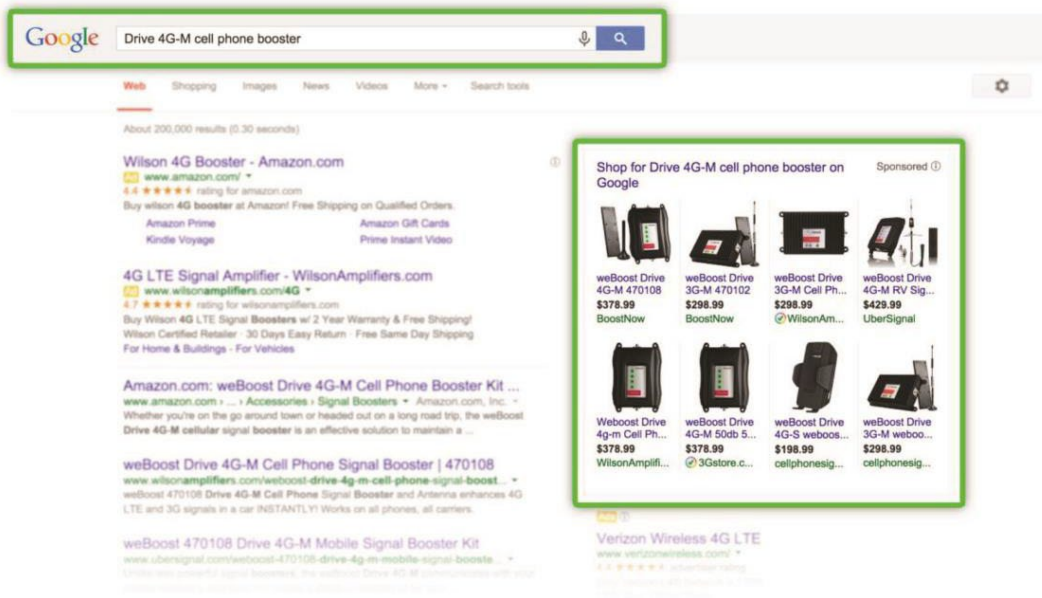 Google
Drive 4G-M cell phone booster
Web Shopping Images News Videos More Search tools
About 200,000 results (0.30 seconds)
Wilson 4G Booster - Amazon.com
Ad www.amazon.com/
4.4 ★★★★★ rating for amazon.com
Buy wilson 4G booster at Amazon! Free Shipping on Qualified Orders.
Amazon Prime Amazon Gift Cards
Kindle Voyage Prime Instant Video
4G LTE Signal Amplifier - WilsonAmplifiers.com
Ad www.wilsonamplifiers.com/4G
4.7 ★★★★★ rating for wilsonamplifiers.com
Buy Wilson 4G LTE Signal Boosters w/ 2 Year Warranty & Free Shipping!
Wilson Certified Retailer · 30 Days Easy Return · Free Same Day Shipping
For Home & Buildings - For Vehicles
Amazon.com: weBoost Drive 4G-M Cell Phone Booster Kit ...
www.amazon.com › ... › Accessories › Signal Boosters Amazon.com, Inc.
Whether you're on the go around town or headed out on a long road trip, the weBoost
Drive 4G-M cellular signal booster is an effective solution to maintain a ...
weBoost Drive 4G-M Cell Phone Signal Booster | 470108
www.wilsonamplifiers.com/weboost-drive-4g-m-cell-phone-signal-boost...
weBoost 470108 Drive 4G-M Cell Phone Signal Booster and Antenna enhances 4G
LTE and 3G signals in a car INSTANTLY! Works on all phones, all carriers.
weBoost 470108 Drive 4G-M Mobile Signal Booster Kit
www.ubersignal.com/weboost-470108-drive-4g-m-mobile-signal-booste...
Shop for Drive 4G-M cell phone booster on Sponsored
Google
weBoost Drive weBoost Drive weBoost Drive weBoost Drive
4G-M 470108 3G-M 470102 3G-M Cell Ph... 4G-M RV Sig...
$378.99 $298.99 $298.99 $429.99
BoostNow BoostNow WilsonAm... UberSignal
Weboost Drive weBoost Drive weBoost Drive weBoost Drive
4g-m Cell Ph... 4G-M 50db 5... 4G-S weboos... 3G-M weboo...
$378.99 $378.99 $198.99 $298.99
WilsonAmplifi... 3Gstore.c... cellphonesig... cellphonesig...
Ads
Verizon Wireless 4G LTE
www.verizonwireless.com/